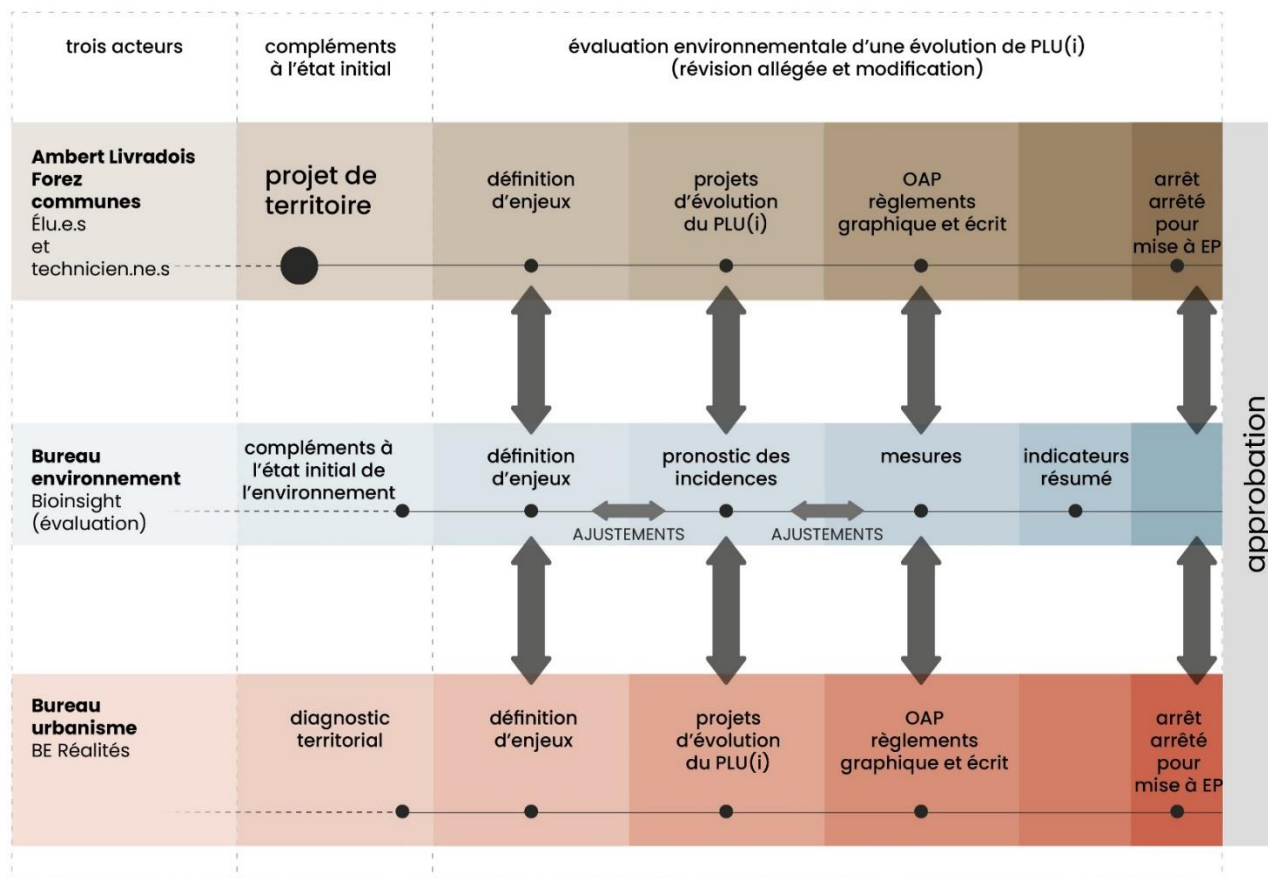 trois acteurs
compléments
à l'état initial
évaluation environnementale d'une évolution de PLU(i)
(révision allégée et modification)
Ambert Livradois
Forez
communes
Élu.e.s
et
technicien.ne.s
projet de
territoire
définition
d'enjeux
projets
d'évolution
du PLU(i)
OAP
règlements
graphique et écrit
arrêt
arrêté
pour
mise à EP
Bureau
environnement
Bioinsight
(évaluation)
compléments à
l'état initial de
l'environnement
définition
d'enjeux
pronostic des
incidences
mesures
indicateurs
résumé
AJUSTEMENTS
AJUSTEMENTS
Bureau
urbanisme
BE Réalités
diagnostic
territorial
définition
d'enjeux
projets
d'évolution
du PLU(i)
OAP
règlements
graphique et écrit
arrêt
arrêté
pour
mise à EP
approbation